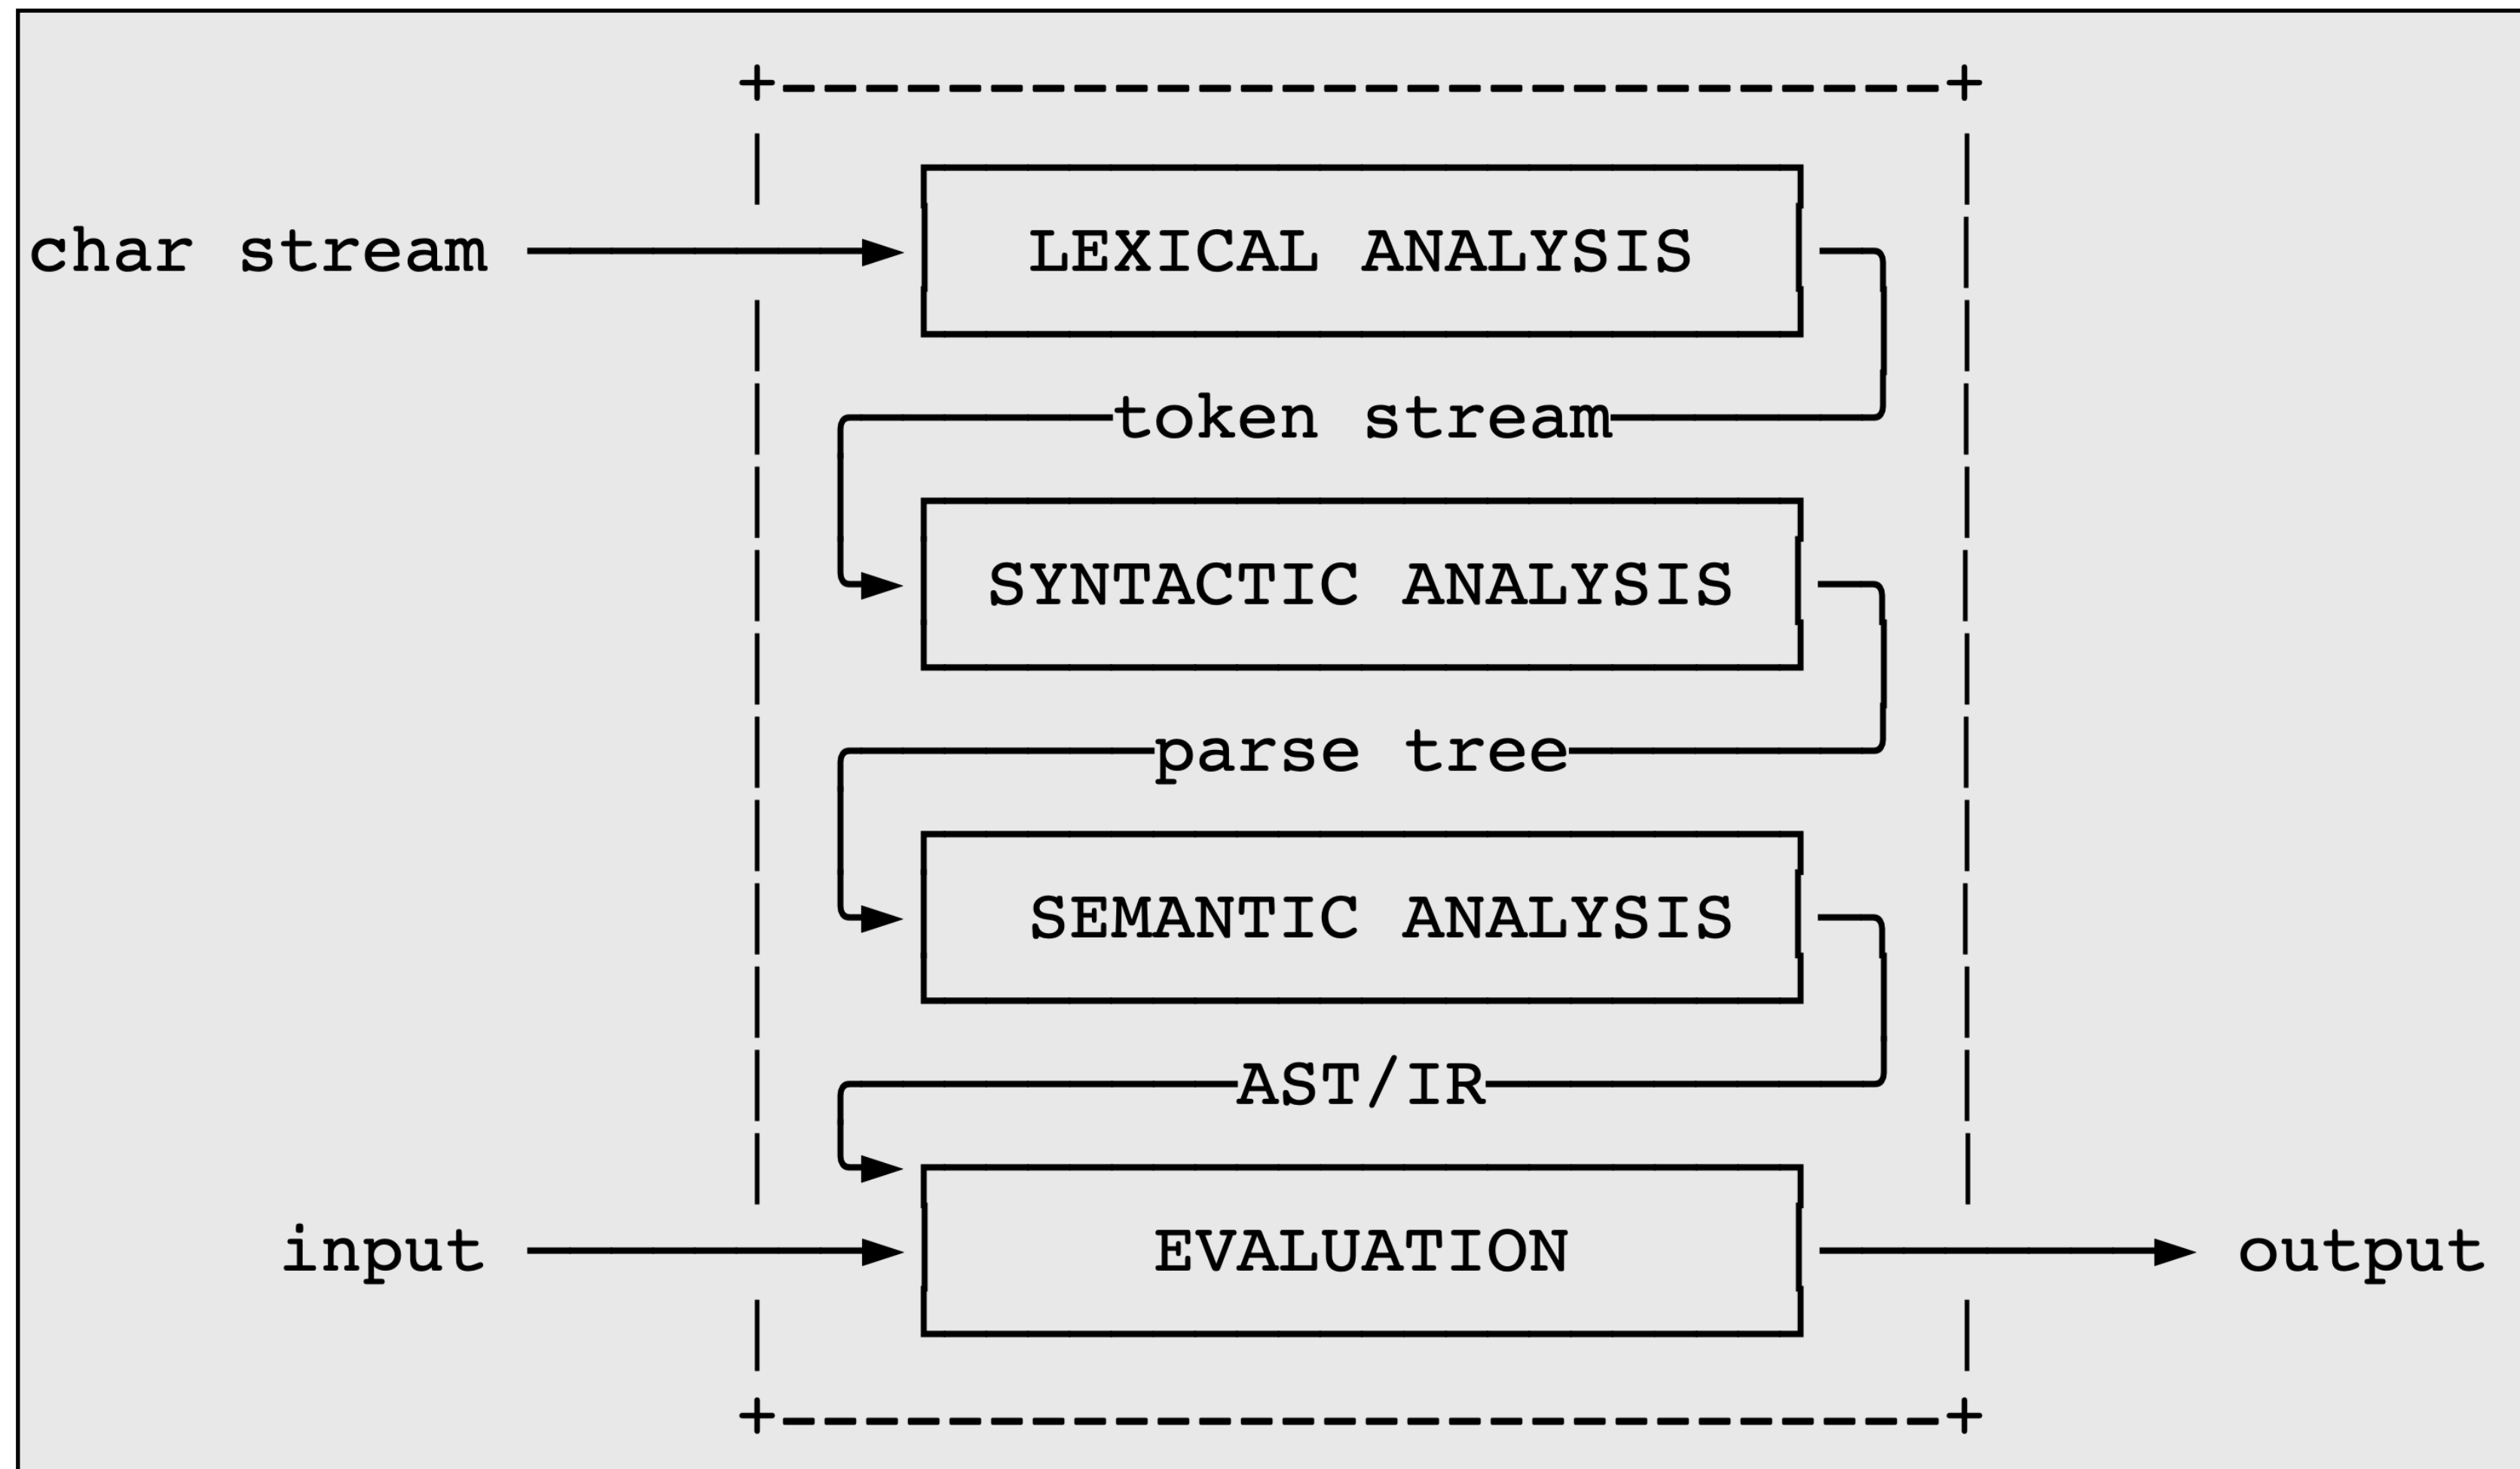 char stream
LEXICAL ANALYSIS
token stream
SYNTACTIC ANALYSIS
parse tree
SEMANTIC ANALYSIS
AST/IR
input
EVALUATION
output